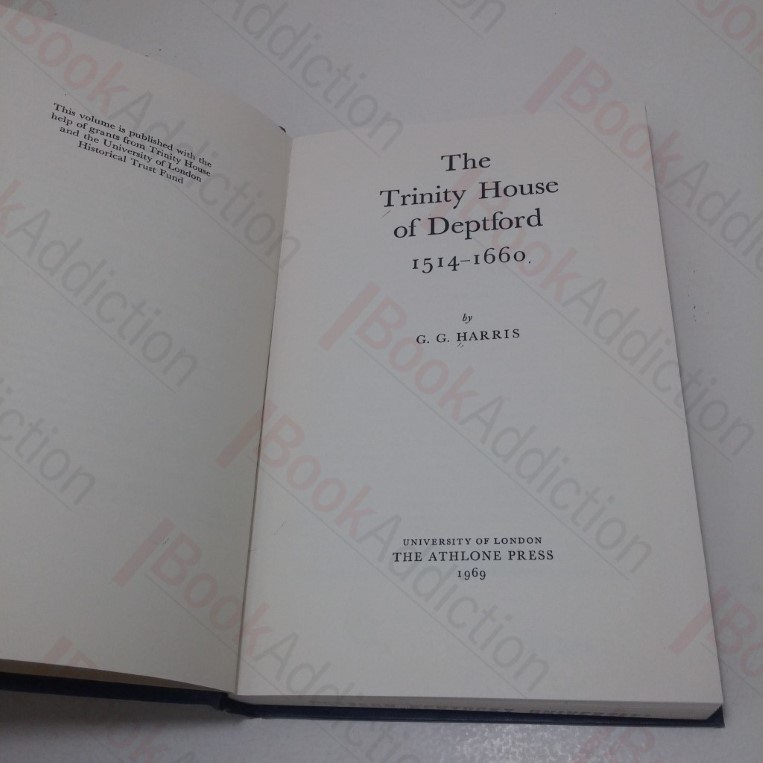 This volume is published with the
help of grants from Trinity House
and the University of London
Historical Trust Fund
The
Trinity House
of Deptford
1514–1660
by
G. G. HARRIS
UNIVERSITY OF LONDON
THE ATHLONE PRESS
1969
BookAddiction